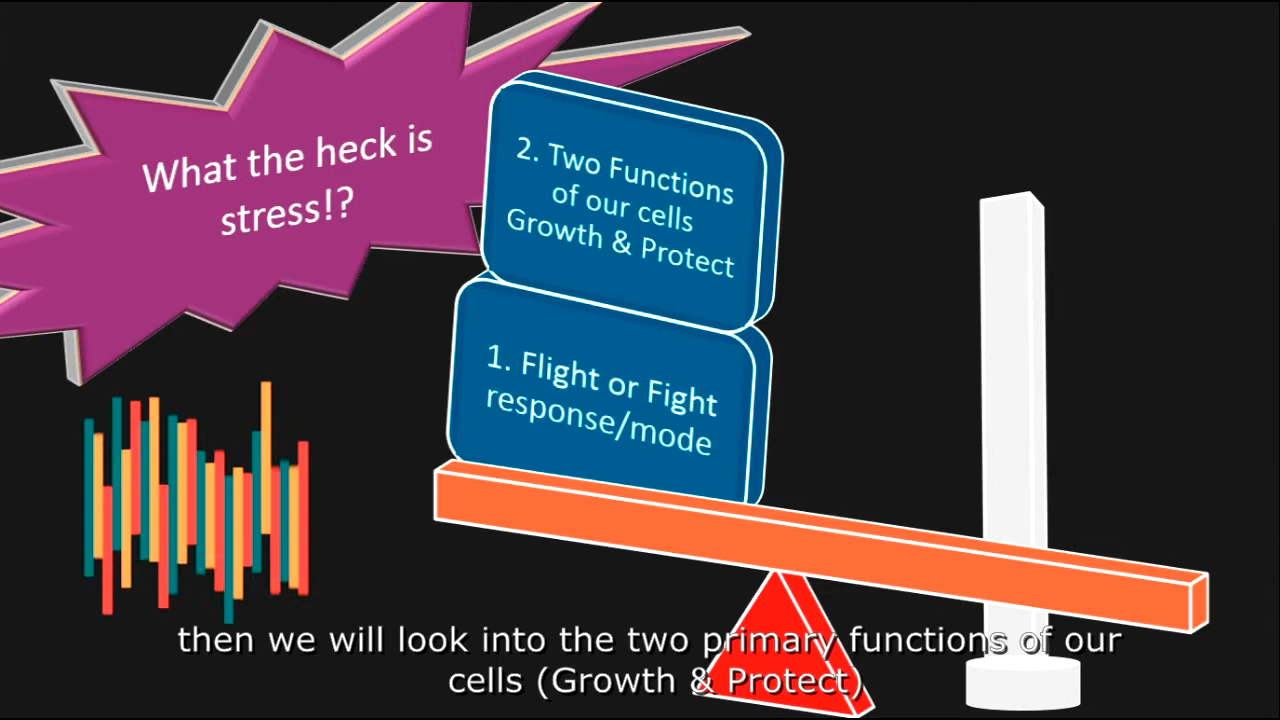 What the heck is
stress!?
2. Two Functions
of our cells
Growth & Protect
1. Flight or Fight
response/mode
then we will look into the two primary functions of our
cells (Growth & Protect)